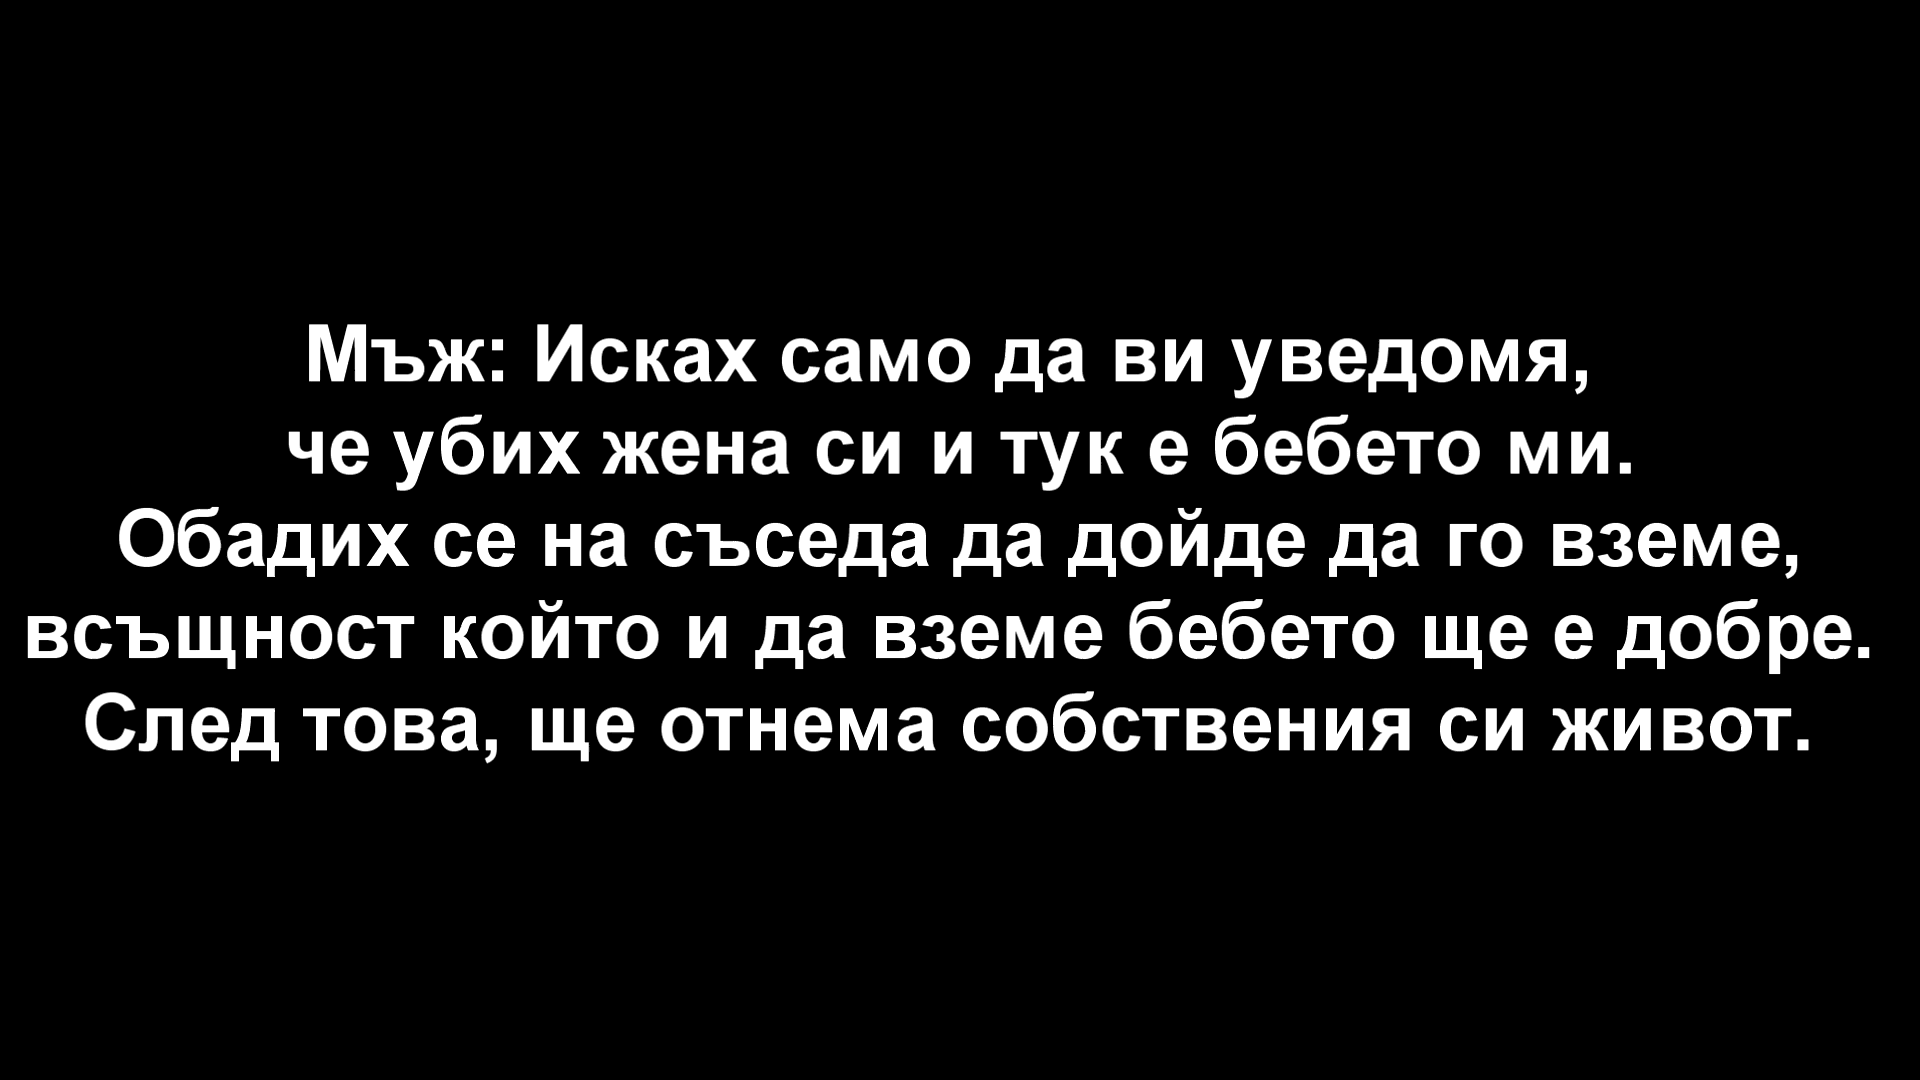 Мъж: Исках само да ви уведомя,
че убих жена си и тук е бебето ми.
Обадих се на съседа да дойде да го вземе,
всъщност който и да вземе бебето ще е добре.
След това, ще отнема собствения си живот.